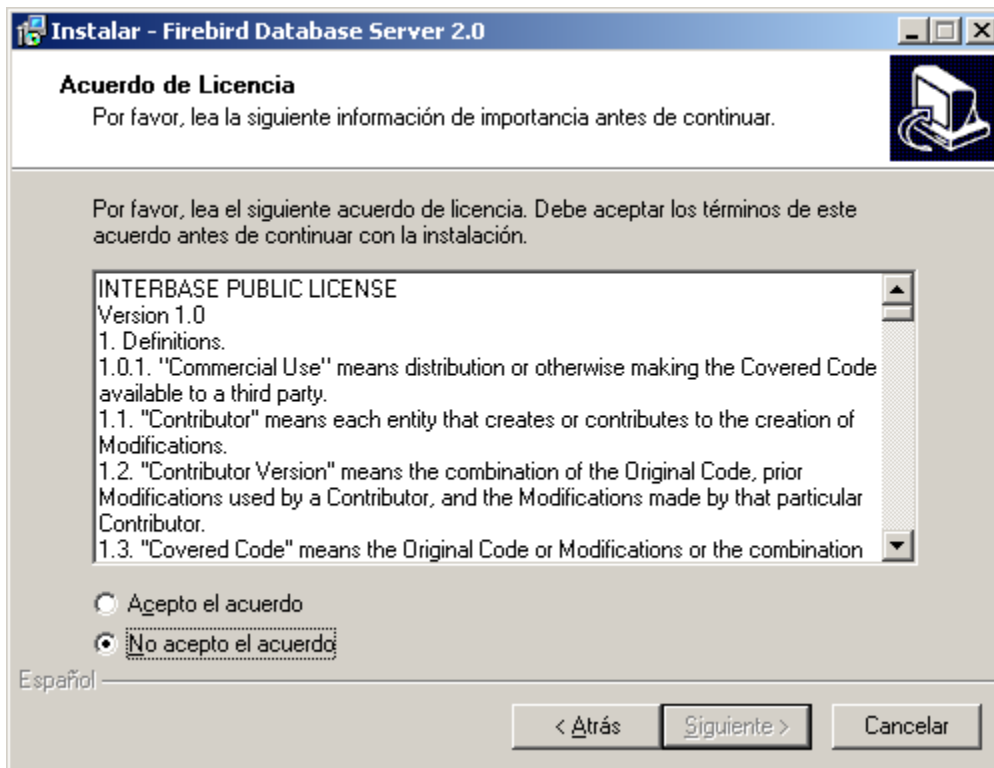 Instalar - Firebird Database Server 2.0
Acuerdo de Licencia
Por favor, lea la siguiente información de importancia antes de continuar.
Por favor, lea el siguiente acuerdo de licencia. Debe aceptar los términos de este
acuerdo antes de continuar con la instalación.
INTERBASE PUBLIC LICENSE
Version 1.0
1. Definitions.
1.0.1. "Commercial Use" means distribution or otherwise making the Covered Code
available to a third party.
1.1. "Contributor" means each entity that creates or contributes to the creation of
Modifications.
1.2. "Contributor Version" means the combination of the Original Code, prior
Modifications used by a Contributor, and the Modifications made by that particular
Contributor.
1.3. "Covered Code" means the Original Code or Modifications or the combination
Acepto el acuerdo
No acepto el acuerdo
Español
< Atrás Siguiente > Cancelar